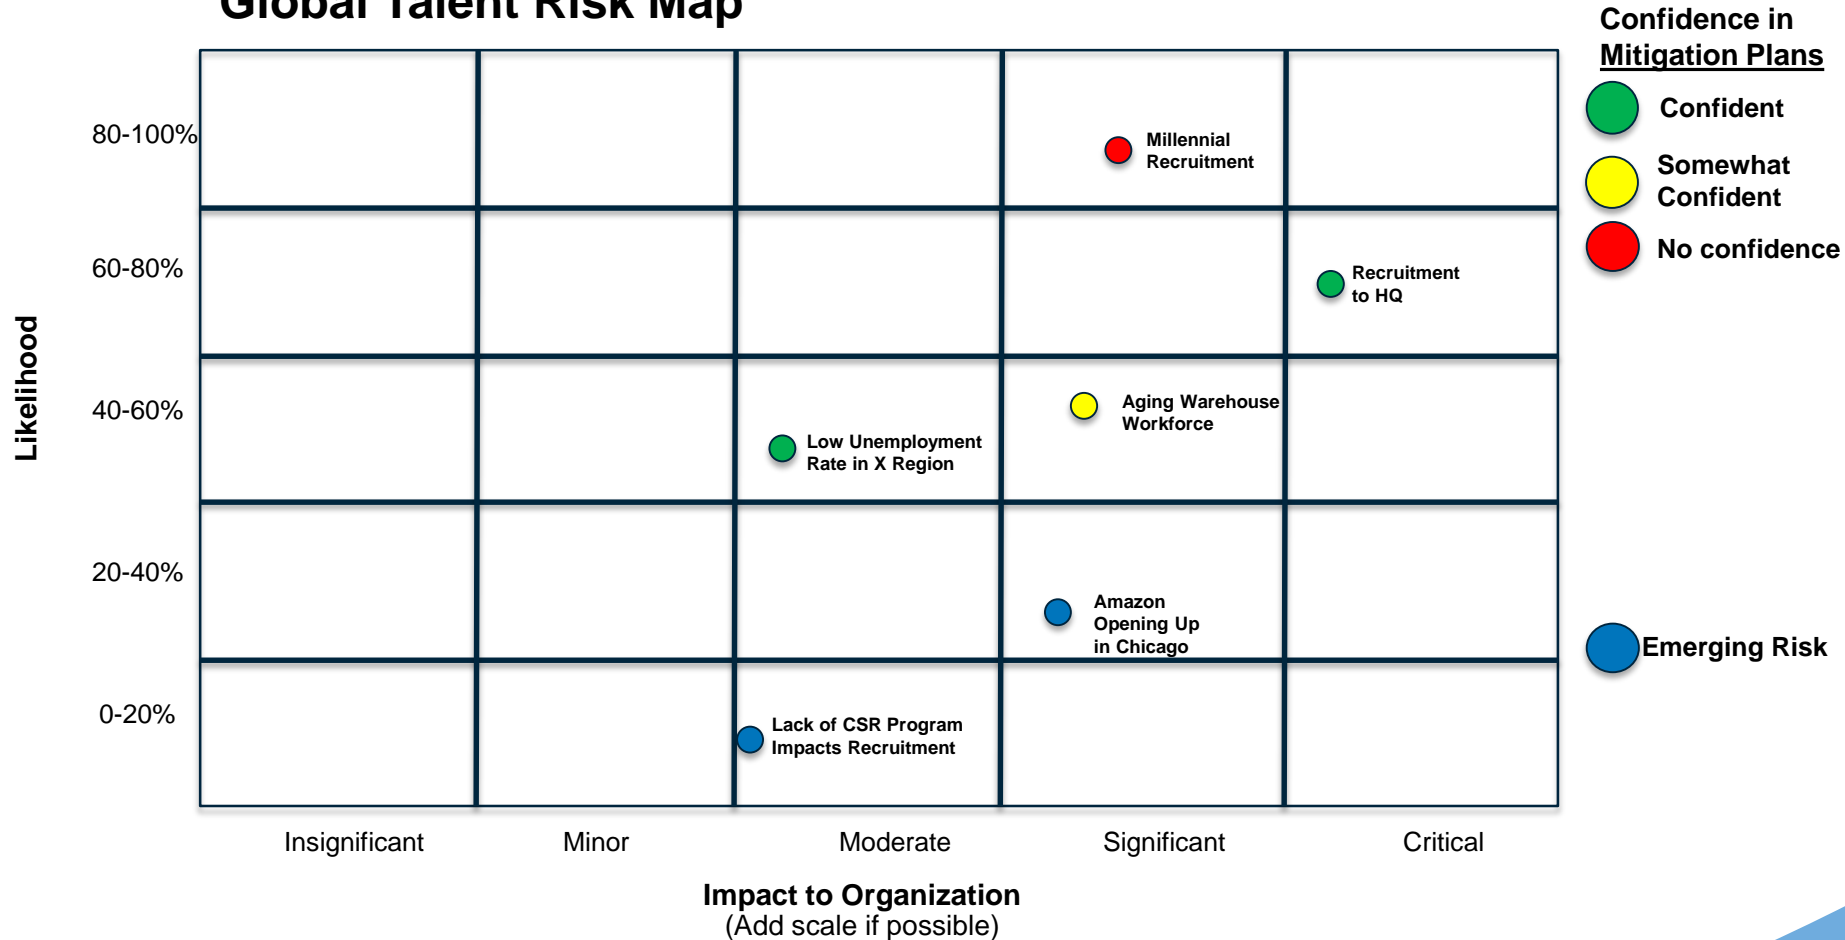 Global Talent Risk Map
Confidence in
Mitigation Plans
Confident
Somewhat
Confident
No confidence
Emerging Risk
Likelihood
80-100%
60-80%
40-60%
20-40%
0-20%
Millennial
Recruitment
Recruitment
to HQ
Aging Warehouse
Workforce
Low Unemployment
Rate in X Region
Amazon
Opening Up
in Chicago
Lack of CSR Program
Impacts Recruitment
Insignificant
Minor
Moderate
Significant
Critical
Impact to Organization
(Add scale if possible)